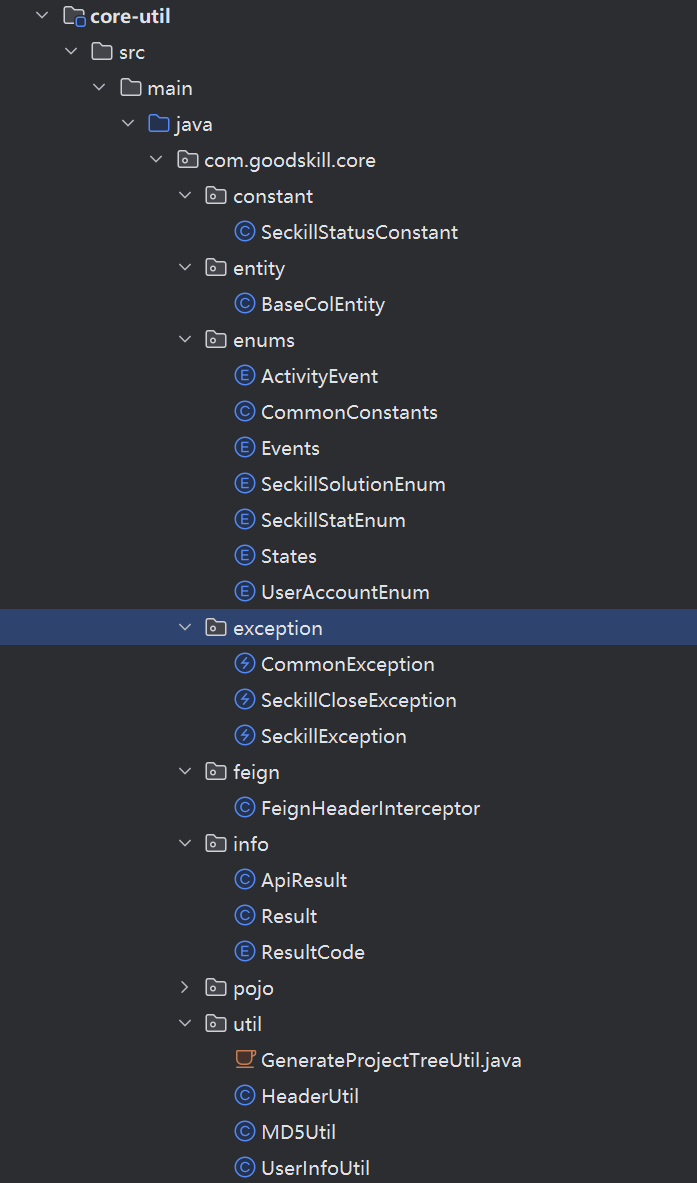 core-util
src
main
java
com.goodskill.core
constant
SeckillStatusConstant
entity
BaseColEntity
enums
ActivityEvent
CommonConstants
Events
SeckillSolutionEnum
SeckillStatEnum
States
UserAccountEnum
exception
CommonException
SeckillCloseException
SeckillException
feign
FeignHeaderInterceptor
info
ApiResult
Result
ResultCode
pojo
util
GenerateProjectTreeUtil.java
HeaderUtil
MD5Util
UserInfoUtil